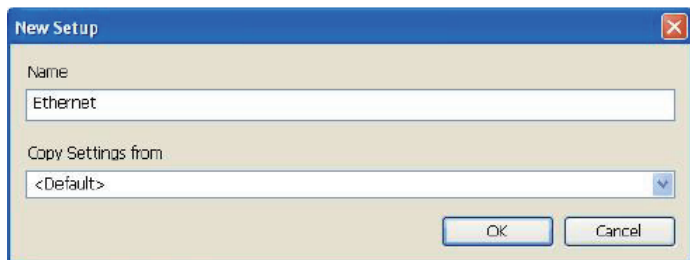 New Setup
Name
Ethernet
Copy Settings from
<Default>
OK Cancel